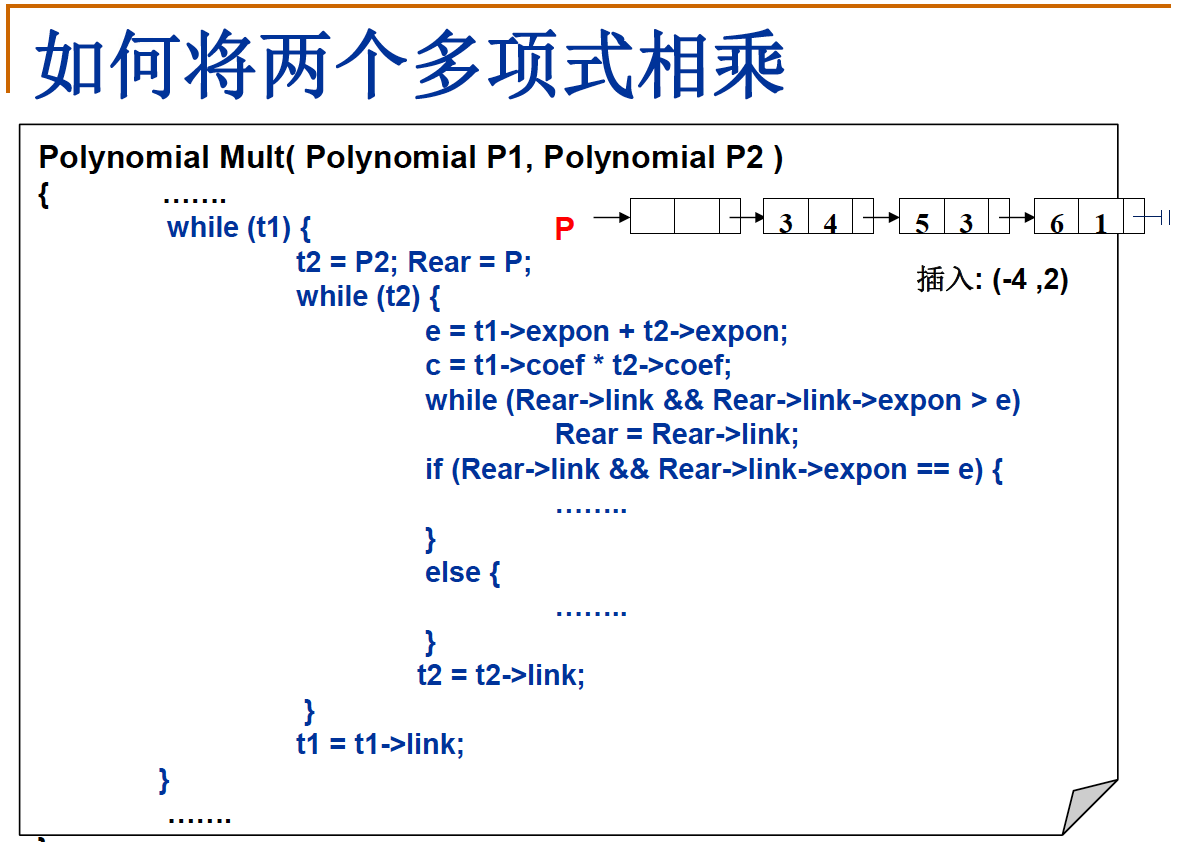 如何将两个多项式相乘
Polynomial Mult( Polynomial P1, Polynomial P2 )
{ …….
while (t1) {
P
3 4 5 3 6 1
t2 = P2; Rear = P;
插入: (-4 ,2)
while (t2) {
e = t1->expon + t2->expon;
c = t1->coef * t2->coef;
while (Rear->link && Rear->link->expon > e)
Rear = Rear->link;
if (Rear->link && Rear->link->expon == e) {
……..
}
else {
……..
}
t2 = t2->link;
}
t1 = t1->link;
}
…….